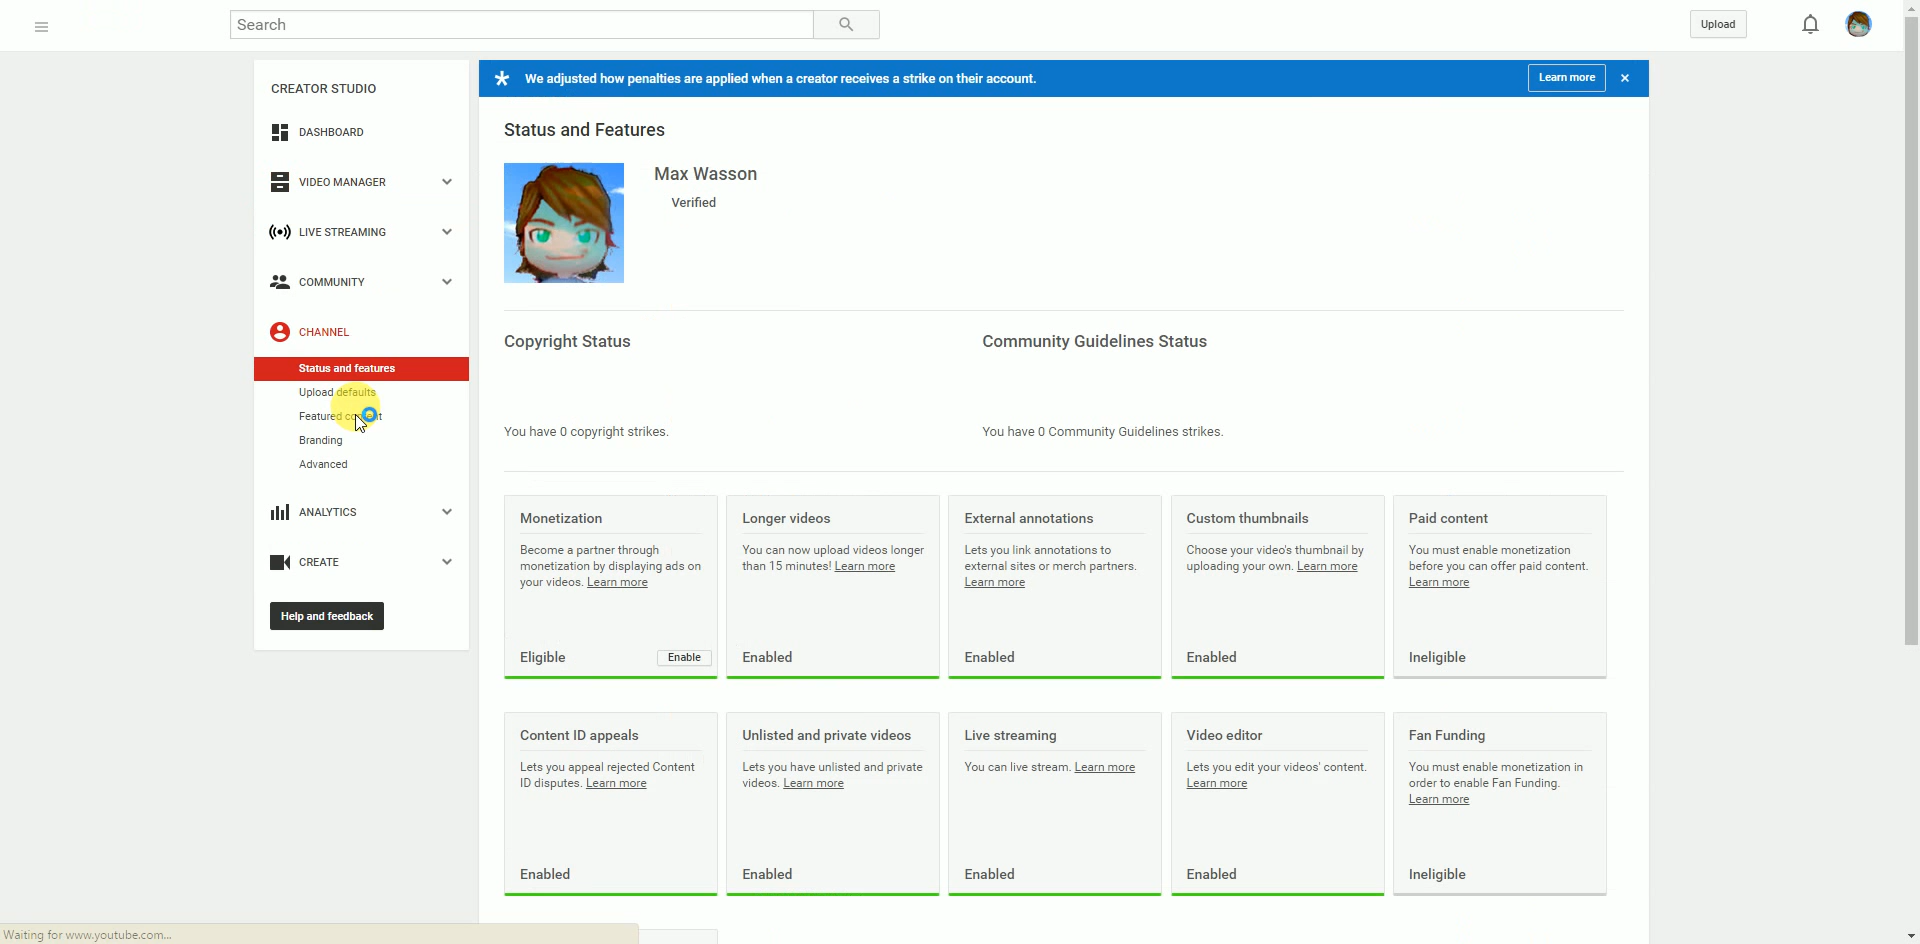 Search
Upload
CREATOR STUDIO
DASHBOARD
VIDEO MANAGER
LIVE STREAMING
COMMUNITY
CHANNEL
Status and features
Upload defaults
Featured content
Branding
Advanced
ANALYTICS
CREATE
Help and feedback
We adjusted how penalties are applied when a creator receives a strike on their account.
Learn more
Status and Features
Max Wasson
Verified
Copyright Status
Community Guidelines Status
You have 0 copyright strikes.
You have 0 Community Guidelines strikes.
Monetization
Become a partner through
monetization by displaying ads on
your videos. Learn more
Eligible
Enable
Longer videos
You can now upload videos longer
than 15 minutes! Learn more
Enabled
External annotations
Lets you link annotations to
external sites or merch partners.
Learn more
Enabled
Custom thumbnails
Choose your video's thumbnail by
uploading your own. Learn more
Enabled
Paid content
You must enable monetization
before you can offer paid content.
Learn more
Ineligible
Content ID appeals
Lets you appeal rejected Content
ID disputes. Learn more
Enabled
Unlisted and private videos
Lets you have unlisted and private
videos. Learn more
Enabled
Live streaming
You can live stream. Learn more
Enabled
Video editor
Lets you edit your videos' content.
Learn more
Enabled
Fan Funding
You must enable monetization in
order to enable Fan Funding.
Learn more
Ineligible
Waiting for www.youtube.com...